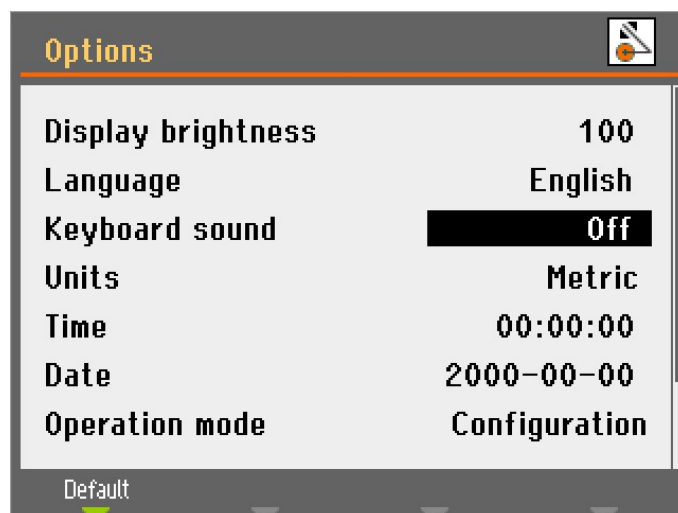 Options
Display brightness 100
Language English
Keyboard sound Off
Units Metric
Time 00:00:00
Date 2000-00-00
Operation mode Configuration
Default